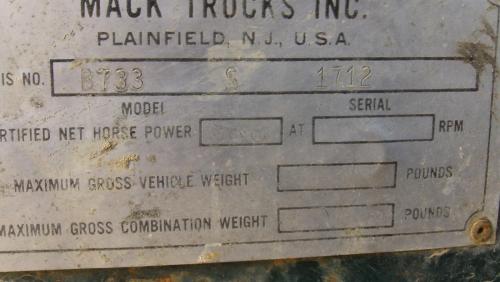 MACK TRUCKS INC.
PLAINFIELD, N.J., U.S.A.
IS NO. B733 S 1712
MODEL SERIAL
ERTIFIED NET HORSE POWER AT RPM
MAXIMUM GROSS VEHICLE WEIGHT POUNDS
MAXIMUM GROSS COMBINATION WEIGHT POUNDS